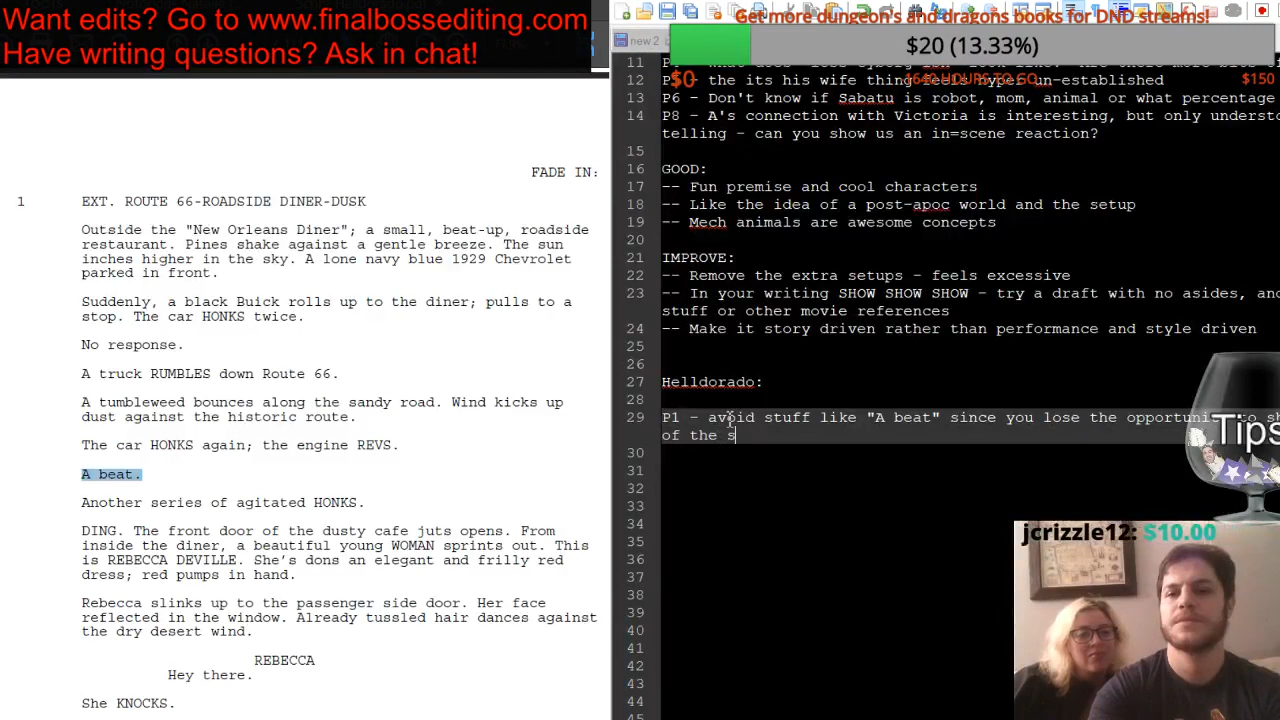 Want edits? Go to www.finalbossediting.com
Have writing questions? Ask in chat!
Get more dungeon's and dragons books for DND streams!
$20 (13.33%)
$0
1640 HOURS TO GO
$150
new 2
FADE IN:
1 EXT. ROUTE 66-ROADSIDE DINER-DUSK
Outside the "New Orleans Diner"; a small, beat-up, roadside
restaurant. Pines shake against a gentle breeze. The sun
inches higher in the sky. A lone navy blue 1929 Chevrolet
parked in front.
Suddenly, a black Buick rolls up to the diner; pulls to a
stop. The car HONKS twice.
No response.
A truck RUMBLES down Route 66.
A tumbleweed bounces along the sandy road. Wind kicks up
dust against the historic route.
The car HONKS again; the engine REVS.
A beat.
Another series of agitated HONKS.
DING. The front door of the dusty cafe juts opens. From
inside the diner, a beautiful young WOMAN sprints out. This
is REBECCA DEVILLE. She's dons an elegant and frilly red
dress; red pumps in hand.
Rebecca slinks up to the passenger side door. Her face
reflected in the window. Already tussled hair dances against
the dry desert wind.
REBECCA
Hey there.
She KNOCKS.
11
12 the its his wife thing feels hyper un-established
13 P6 - Don't know if Sabatu is robot, mom, animal or what percentage
14 P8 - A's connection with Victoria is interesting, but only
telling - can you show us an in=scene reaction?
15
16 GOOD:
17 -- Fun premise and cool characters
18 -- Like the idea of a post-apoc world and the setup
19 -- Mech animals are awesome concepts
20
21 IMPROVE:
22 -- Remove the extra setups - feels excessive
23 -- In your writing SHOW SHOW SHOW - try a draft with no asides,
stuff or other movie references
24 -- Make it story driven rather than performance and style driven
25
26
27 Helldorado:
28
29 P1 - avoid stuff like "A beat" since you lose the
of the s
30
31
32
33
34
35
36
37
38
39
40
41
42
43
44
45
Tips
jcrizzle12: $10.00